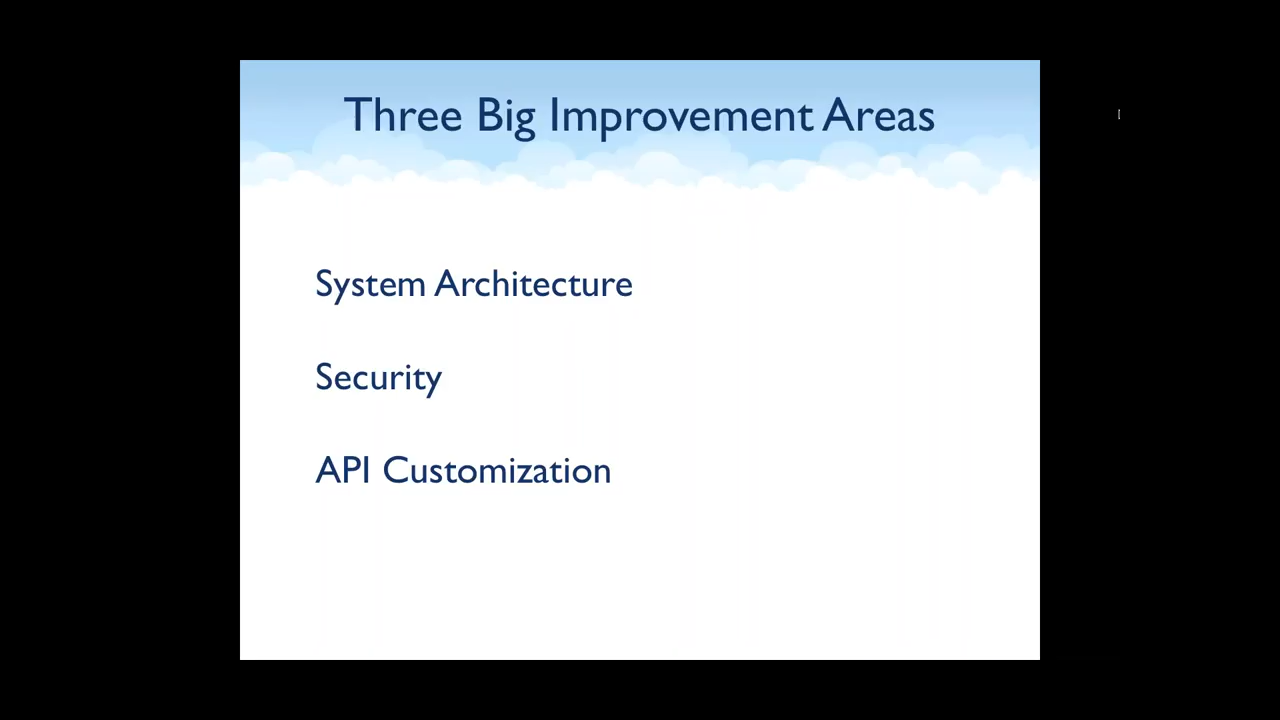 Three Big Improvement Areas
System Architecture
Security
API Customization